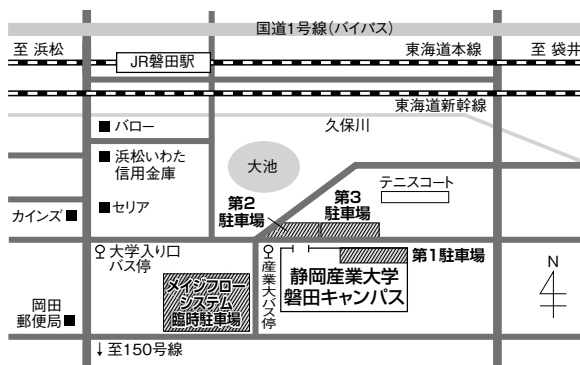 国道1号線(バイパス)
至 浜松
JR磐田駅
東海道本線
至 袋井
東海道新幹線
■ バロー
久保川
■ 浜松いわた
信用金庫
大池
テニスコート
■ セリア
第2
駐車場
第3
駐車場
カインズ ■
大学入り口
バス停
産業大バス停
第1駐車場
メイジフロー
システム
臨時駐車場
静岡産業大学
磐田キャンパス
N
岡田
郵便局 ■
↓ 至150号線